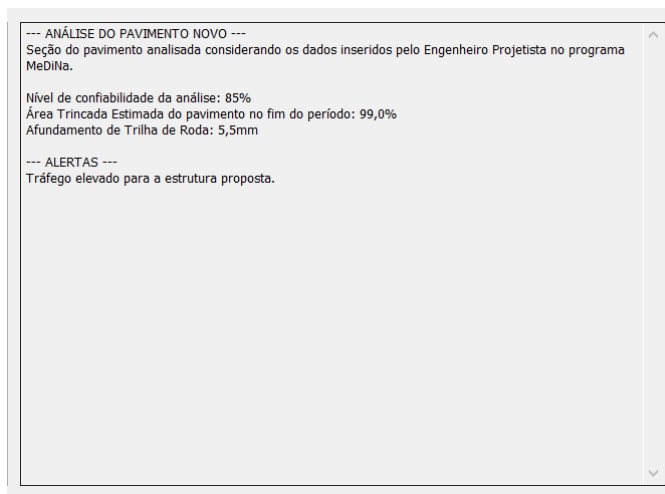 --- ANÁLISE DO PAVIMENTO NOVO ---
Seção do pavimento analisada considerando os dados inseridos pelo Engenheiro Projetista no programa
MeDiNa.
Nível de confiabilidade da análise: 85%
Área Trincada Estimada do pavimento no fim do período: 99,0%
Afundamento de Trilha de Roda: 5,5mm
--- ALERTAS ---
Tráfego elevado para a estrutura proposta.